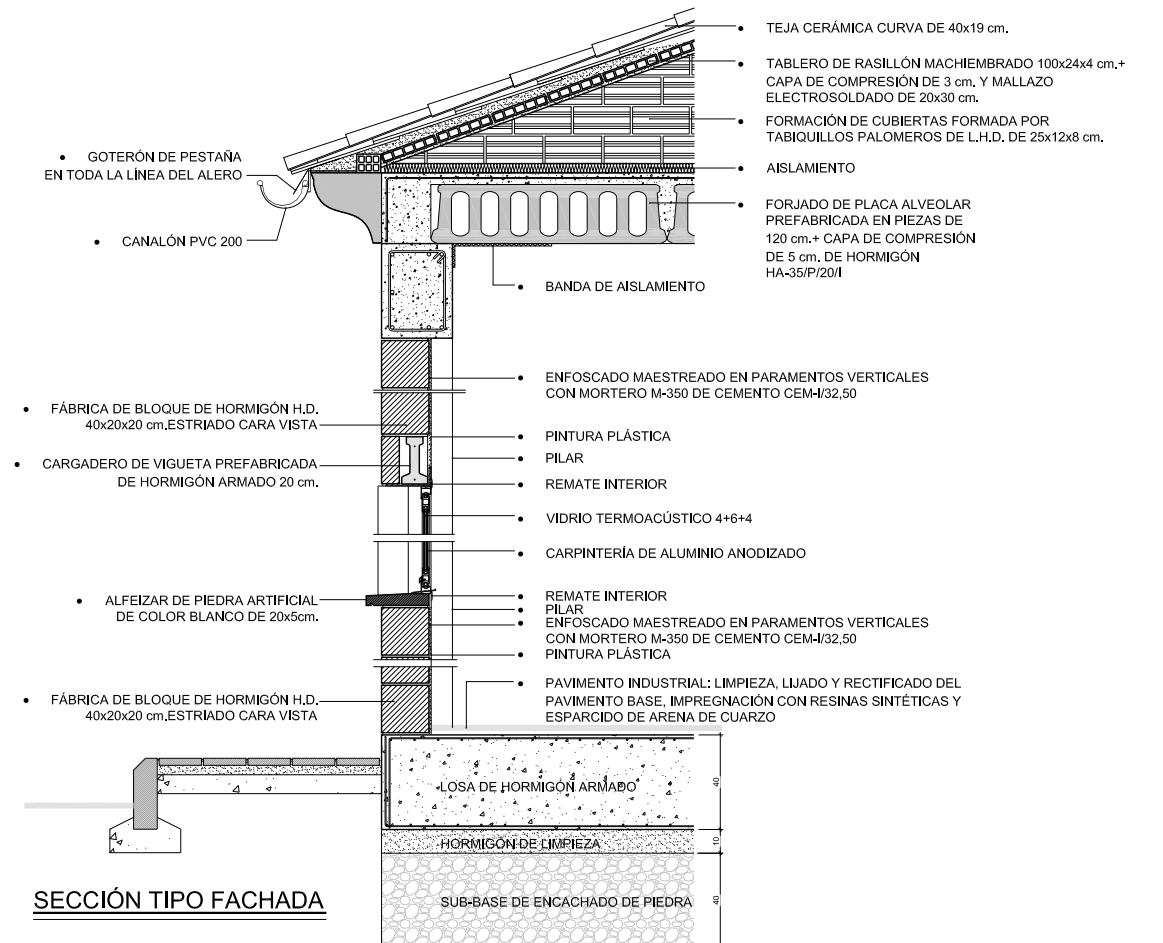 TEJA CERÁMICA CURVA DE 40x19 cm.
TABLERO DE RASILLÓN MACHIEMBRADO 100x24x4 cm.+
CAPA DE COMPRESIÓN DE 3 cm. Y MALLAZO
ELECTROSOLDADO DE 20x30 cm.
FORMACIÓN DE CUBIERTAS FORMADA POR
TABIQUILLOS PALOMEROS DE L.H.D. DE 25x12x8 cm.
AISLAMIENTO
FORJADO DE PLACA ALVEOLAR
PREFABRICADA EN PIEZAS DE
120 cm.+ CAPA DE COMPRESIÓN
DE 5 cm. DE HORMIGÓN
HA-35/P/20/I
GOTERÓN DE PESTAÑA
EN TODA LA LÍNEA DEL ALERO
CANALÓN PVC 200
BANDA DE AISLAMIENTO
ENFOSCADO MAESTREADO EN PARAMENTOS VERTICALES
CON MORTERO M-350 DE CEMENTO CEM-I/32,50
FÁBRICA DE BLOQUE DE HORMIGÓN H.D.
40x20x20 cm.ESTRIADO CARA VISTA
PINTURA PLÁSTICA
PILAR
CARGADERO DE VIGUETA PREFABRICADA
DE HORMIGÓN ARMADO 20 cm.
REMATE INTERIOR
VIDRIO TERMOACÚSTICO 4+6+4
CARPINTERÍA DE ALUMINIO ANODIZADO
ALFEIZAR DE PIEDRA ARTIFICIAL
DE COLOR BLANCO DE 20x5cm.
REMATE INTERIOR
PILAR
ENFOSCADO MAESTREADO EN PARAMENTOS VERTICALES
CON MORTERO M-350 DE CEMENTO CEM-I/32,50
PINTURA PLÁSTICA
FÁBRICA DE BLOQUE DE HORMIGÓN H.D.
40x20x20 cm.ESTRIADO CARA VISTA
PAVIMENTO INDUSTRIAL: LIMPIEZA, LIJADO Y RECTIFICADO DEL
PAVIMENTO BASE, IMPREGNACIÓN CON RESINAS SINTÉTICAS Y
ESPARCIDO DE ARENA DE CUARZO
LOSA DE HORMIGÓN ARMADO
40
HORMIGÓN DE LIMPIEZA
10
SUB-BASE DE ENCACHADO DE PIEDRA
40
SECCIÓN TIPO FACHADA